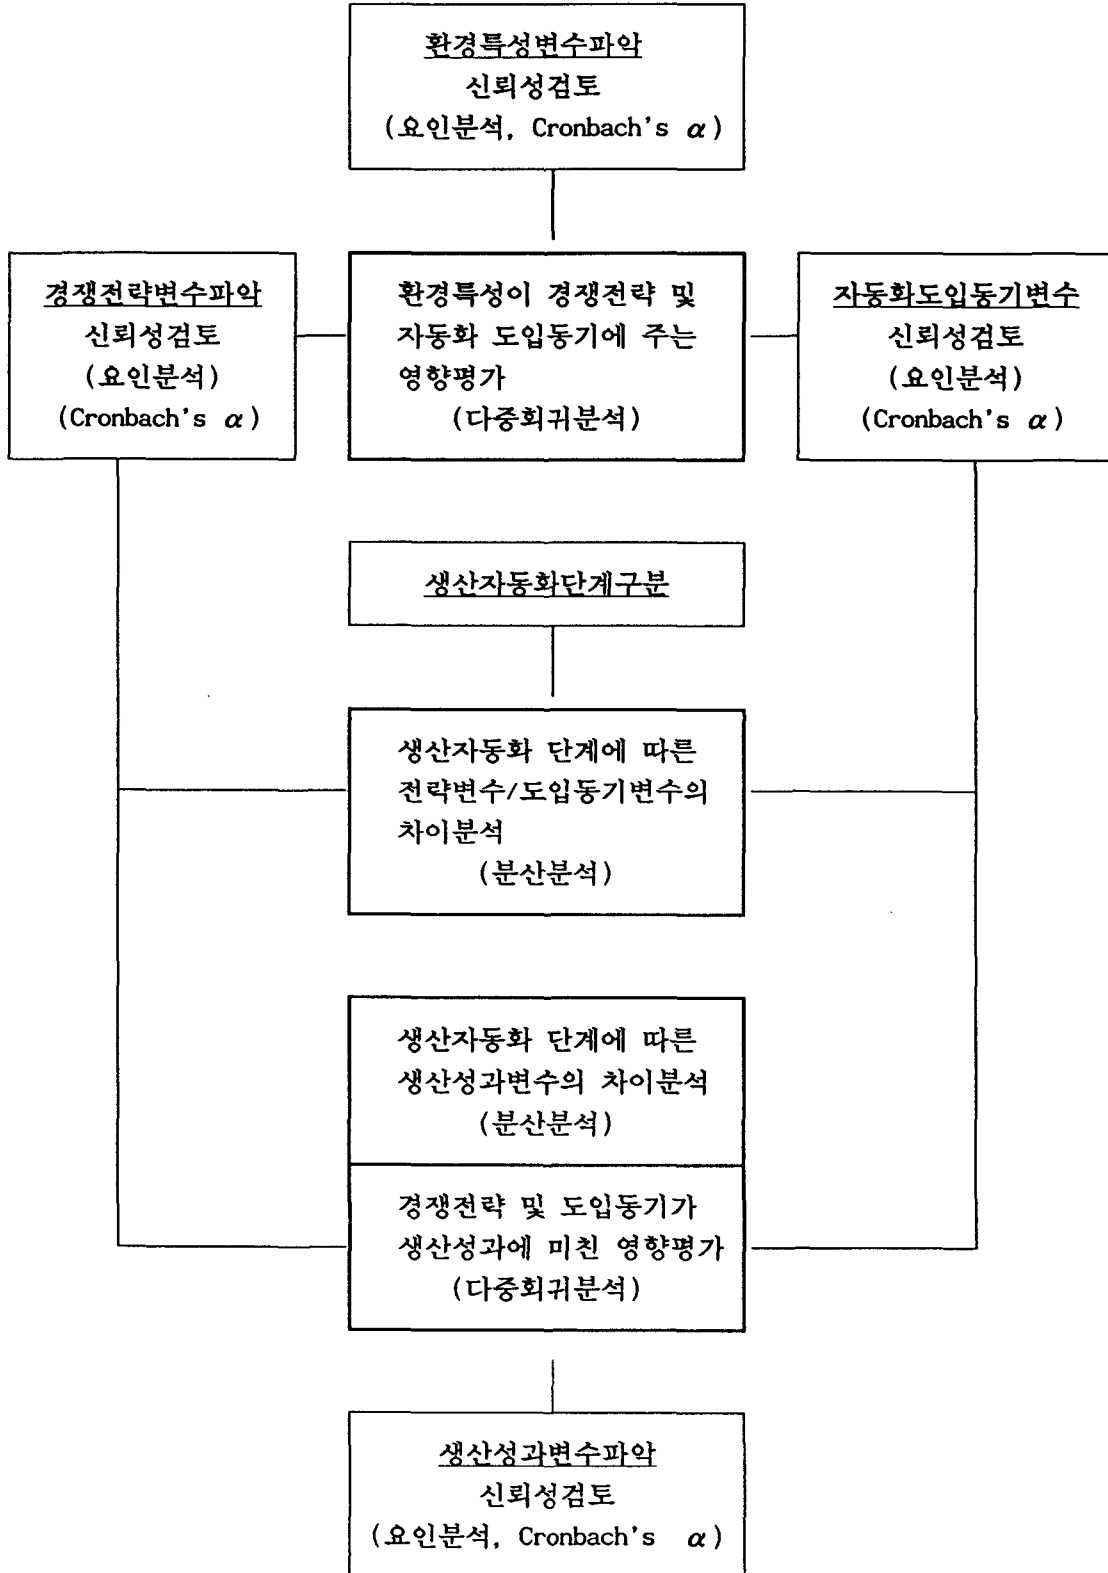 환경특성변수파악
신뢰성검토
(요인분석, Cronbach's α)
경쟁전략변수파악
신뢰성검토
(요인분석)
(Cronbach's α)
환경특성이 경쟁전략 및
자동화 도입동기에 주는
영향평가
(다중회귀분석)
자동화도입동기변수
신뢰성검토
(요인분석)
(Cronbach's α)
생산자동화단계구분
생산자동화 단계에 따른
전략변수/도입동기변수의
차이분석
(분산분석)
생산자동화 단계에 따른
생산성과변수의 차이분석
(분산분석)
경쟁전략 및 도입동기가
생산성과에 미친 영향평가
(다중회귀분석)
생산성과변수파악
신뢰성검토
(요인분석, Cronbach's α)